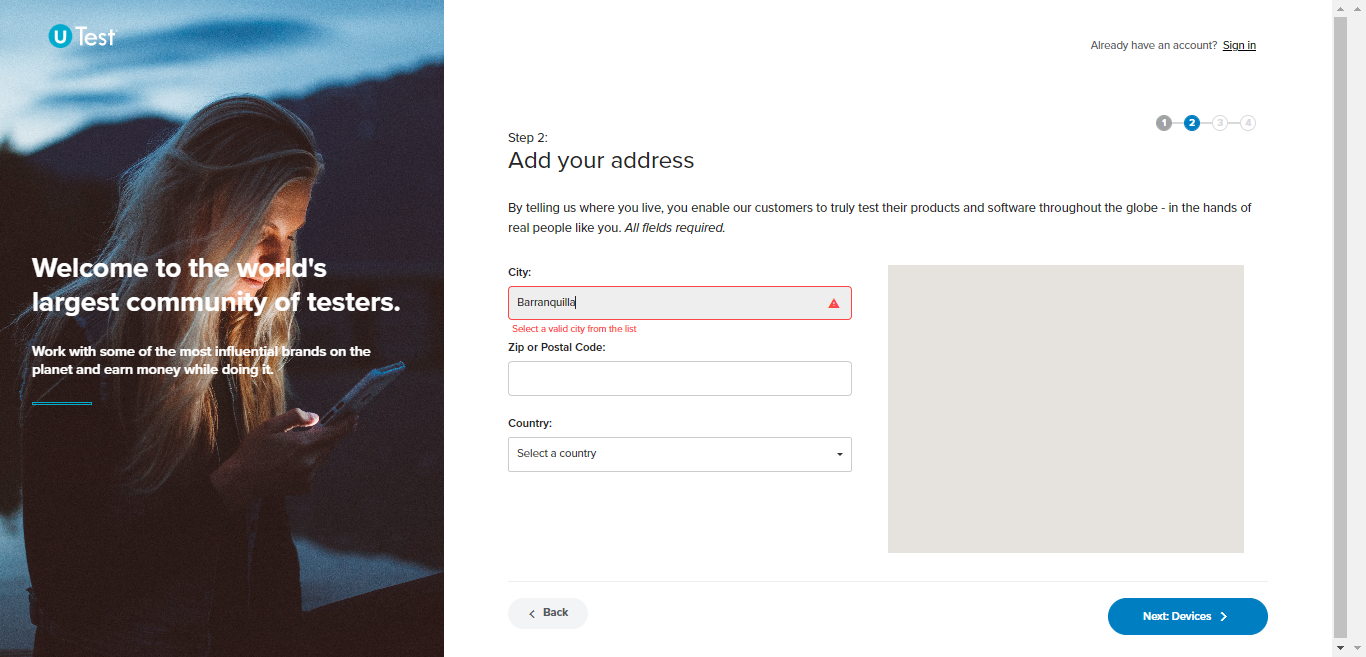 U Test
Already have an account? Sign in
1 2 3 4
Step 2:
Add your address
By telling us where you live, you enable our customers to truly test their products and software throughout the globe - in the hands of
real people like you. All fields required.
Welcome to the world's
largest community of testers.
Work with some of the most influential brands on the
planet and earn money while doing it.
City:
Barranquilla
Select a valid city from the list
Zip or Postal Code:
Country:
Select a country
Back
Next: Devices